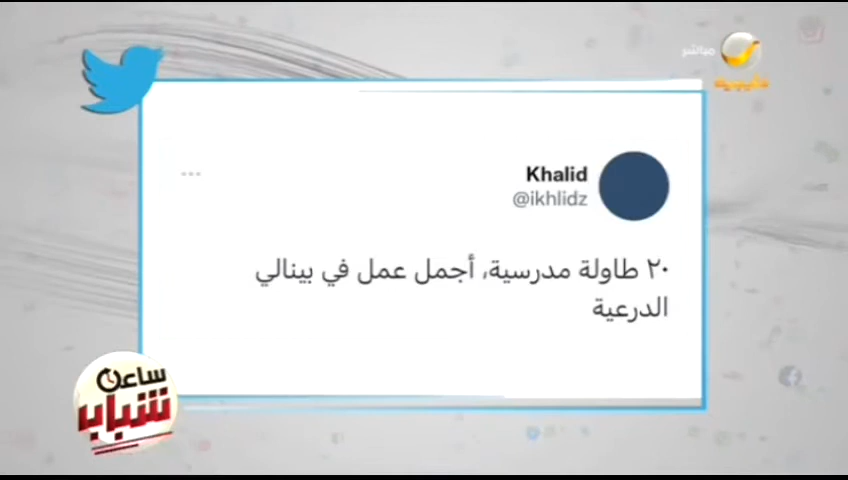 مباشر
Khalid
@ikhlidz
٢٠ طاولة مدرسية، أجمل عمل في بينالي
الدرعية
ساعة
شباب